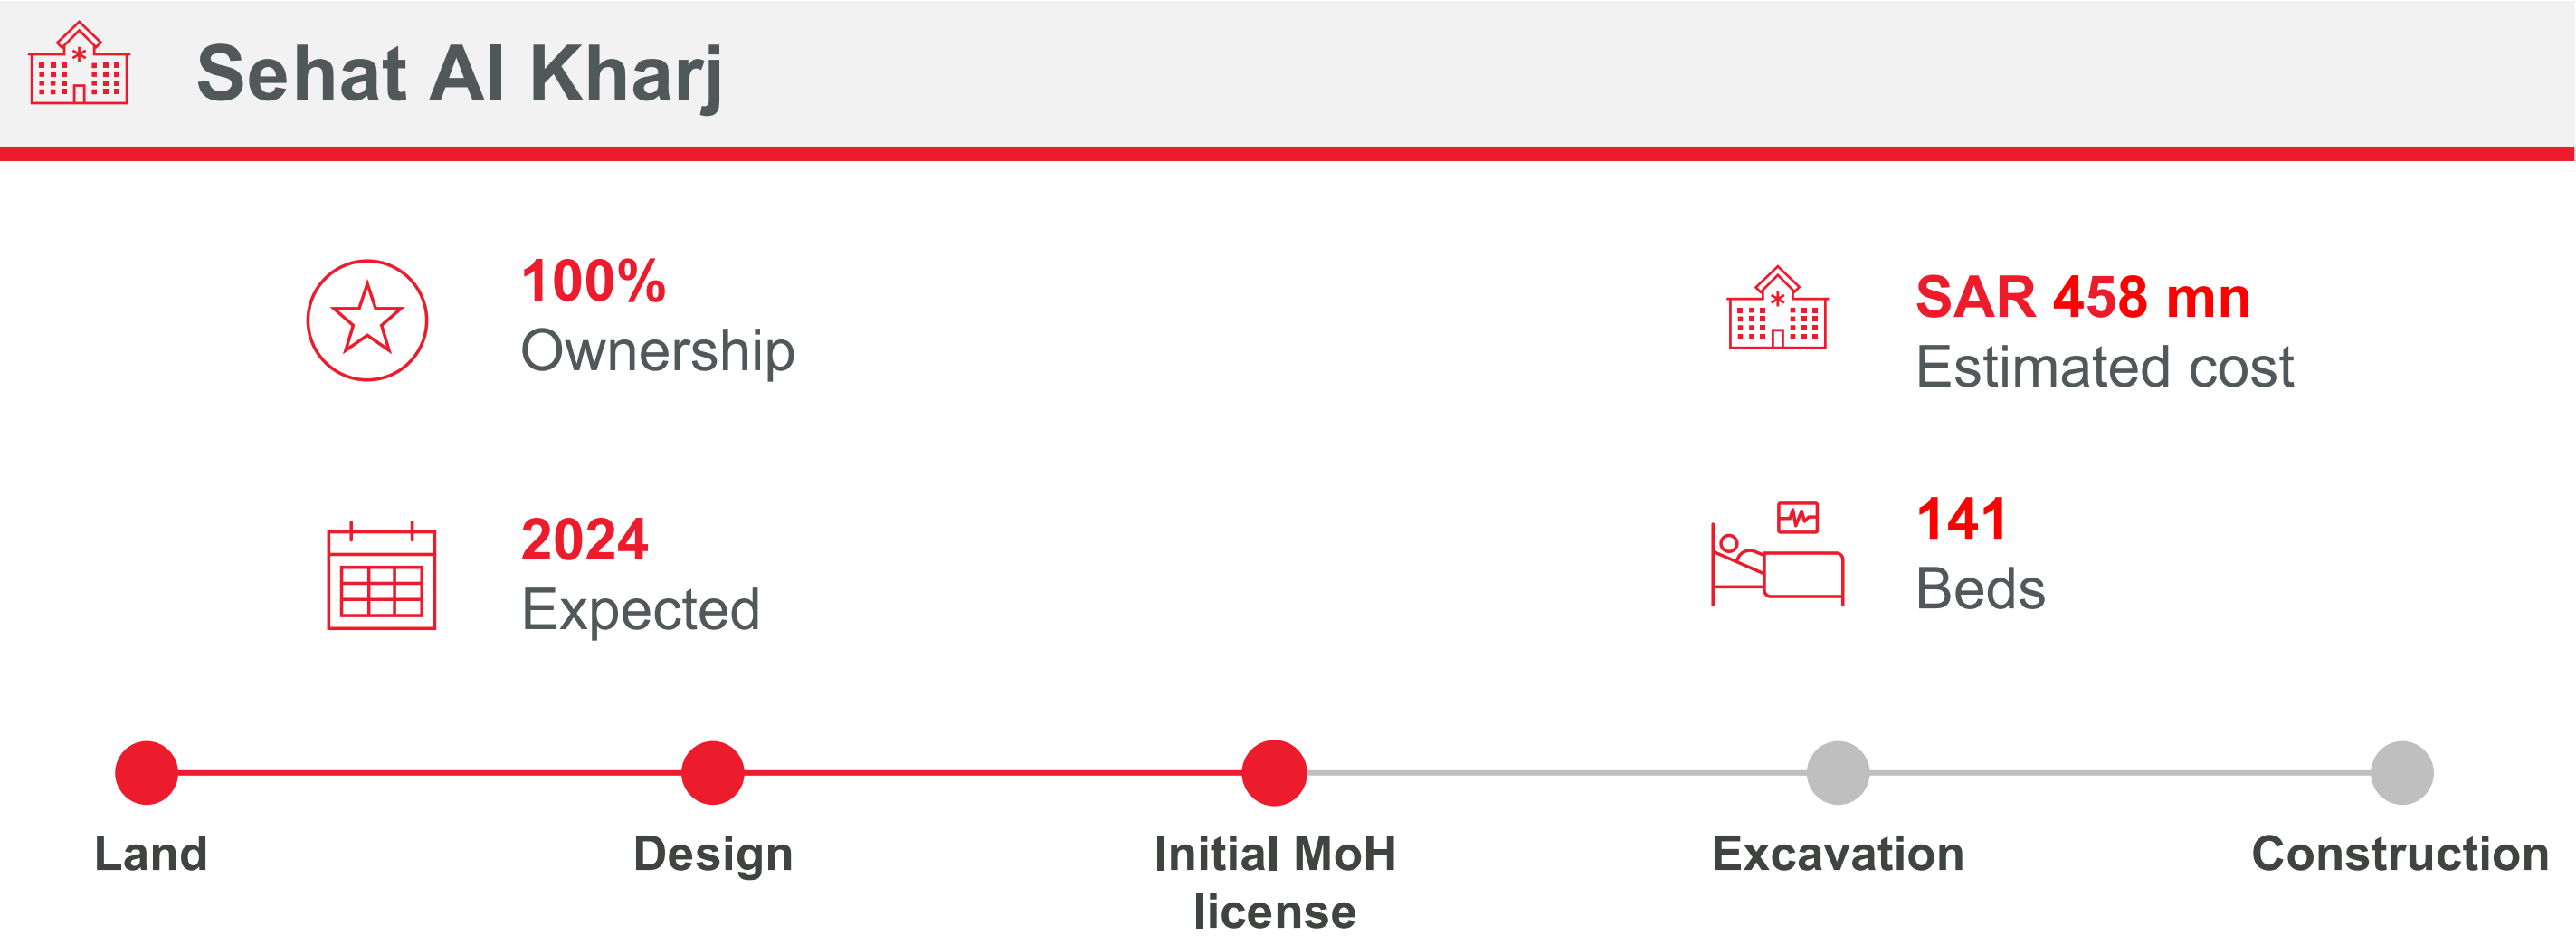 Sehat Al Kharj
100%
Ownership
SAR 458 mn
Estimated cost
2024
Expected
141
Beds
Land
Design
Initial MoH
license
Excavation
Construction